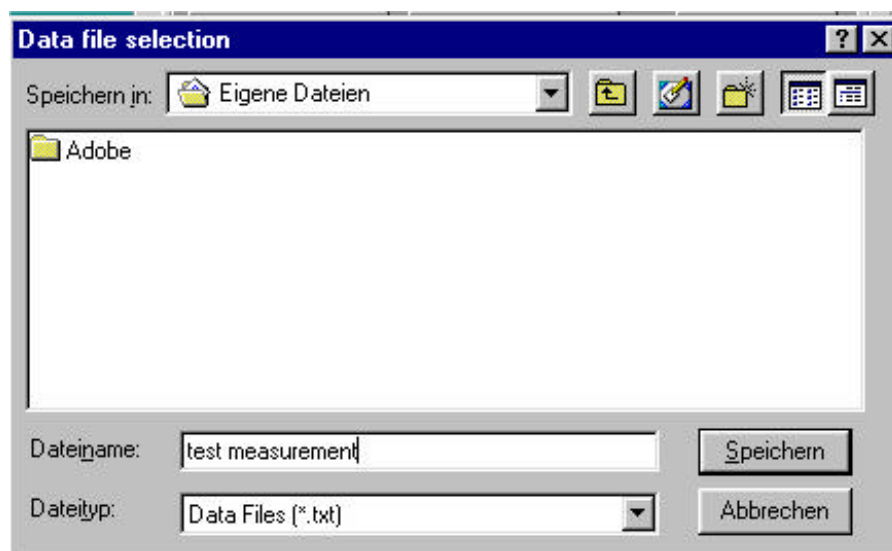 Data file selection
Speichern in: Eigene Dateien
Adobe
Dateiname: test measurement Speichern
Dateityp: Data Files (*.txt) Abbrechen